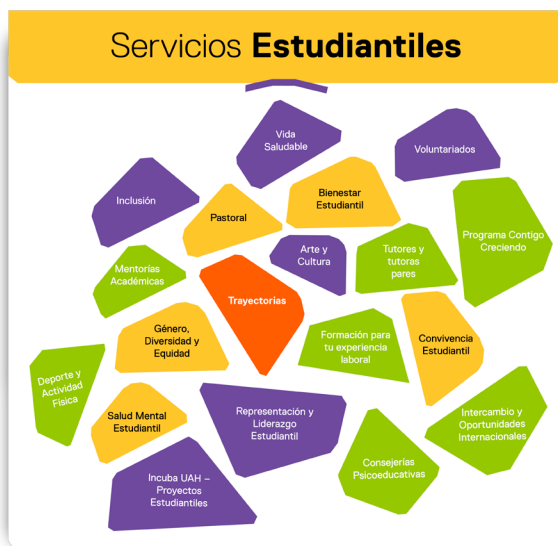 Servicios Estudiantiles
Vida
Saludable
Voluntariados
Inclusión
Pastoral
Bienestar
Estudiantil
Programa Contigo
Creciendo
Arte y
Cultura
Tutores y
tutoras
pares
Mentorías
Académicas
Trayectorias
Género,
Diversidad y
Equidad
Formación para
tu experiencia
laboral
Convivencia
Estudiantil
Deporte y
Actividad
Física
Salud Mental
Estudiantil
Representación y
Liderazgo
Estudiantil
Intercambio y
Oportunidades
Internacionales
Consejerías
Psicoeducativas
Incuba UAH –
Proyectos
Estudiantiles